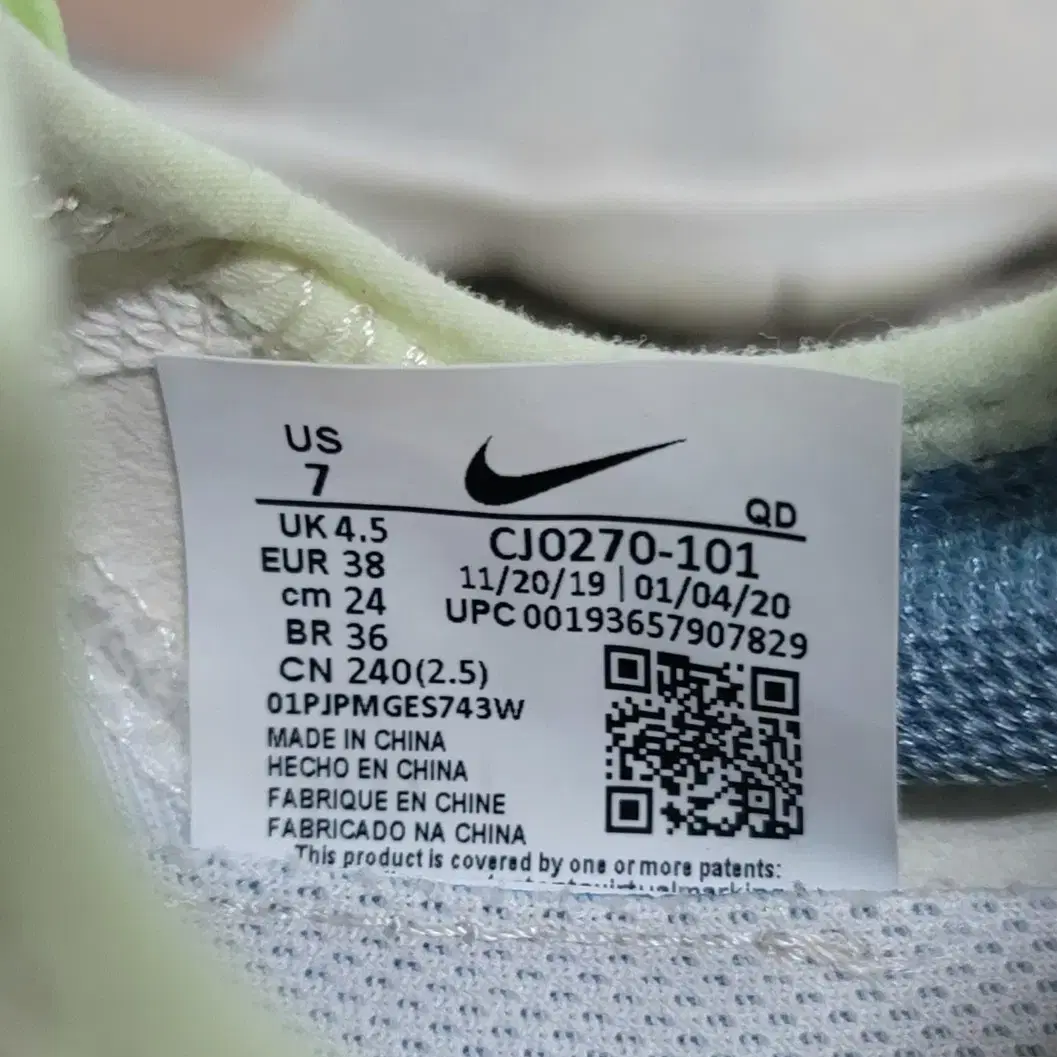 US
7
QD
UK 4.5
EUR 38
cm 24
BR 36
CN 240(2.5)
CJ0270-101
11/20/19 | 01/04/20
UPC 00193657907829
01PJPMGES743W
MADE IN CHINA
HECHO EN CHINA
FABRIQUE EN CHINE
FABRICADO NA CHINA
This product is covered by one or more patents: